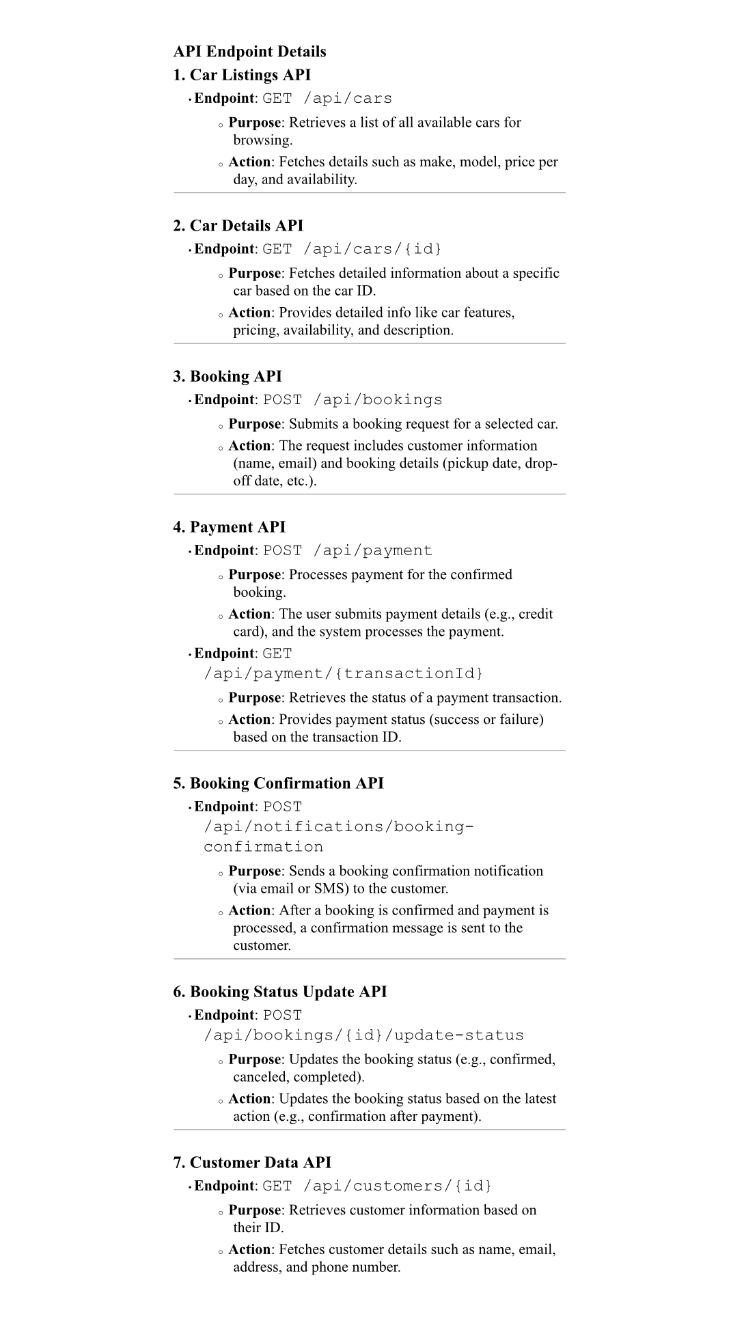 API Endpoint Details
1. Car Listings API
• Endpoint: GET /api/cars
○ Purpose: Retrieves a list of all available cars for
browsing.
○ Action: Fetches details such as make, model, price per
day, and availability.
2. Car Details API
• Endpoint: GET /api/cars/{id}
○ Purpose: Fetches detailed information about a specific
car based on the car ID.
○ Action: Provides detailed info like car features,
pricing, availability, and description.
3. Booking API
• Endpoint: POST /api/bookings
○ Purpose: Submits a booking request for a selected car.
○ Action: The request includes customer information
(name, email) and booking details (pickup date, drop-
off date, etc.).
4. Payment API
• Endpoint: POST /api/payment
○ Purpose: Processes payment for the confirmed
booking.
○ Action: The user submits payment details (e.g., credit
card), and the system processes the payment.
• Endpoint: GET
/api/payment/{transactionId}
○ Purpose: Retrieves the status of a payment transaction.
○ Action: Provides payment status (success or failure)
based on the transaction ID.
5. Booking Confirmation API
• Endpoint: POST
/api/notifications/booking-
confirmation
○ Purpose: Sends a booking confirmation notification
(via email or SMS) to the customer.
○ Action: After a booking is confirmed and payment is
processed, a confirmation message is sent to the
customer.
6. Booking Status Update API
• Endpoint: POST
/api/bookings/{id}/update-status
○ Purpose: Updates the booking status (e.g., confirmed,
canceled, completed).
○ Action: Updates the booking status based on the latest
action (e.g., confirmation after payment).
7. Customer Data API
• Endpoint: GET /api/customers/{id}
○ Purpose: Retrieves customer information based on
their ID.
○ Action: Fetches customer details such as name, email,
address, and phone number.